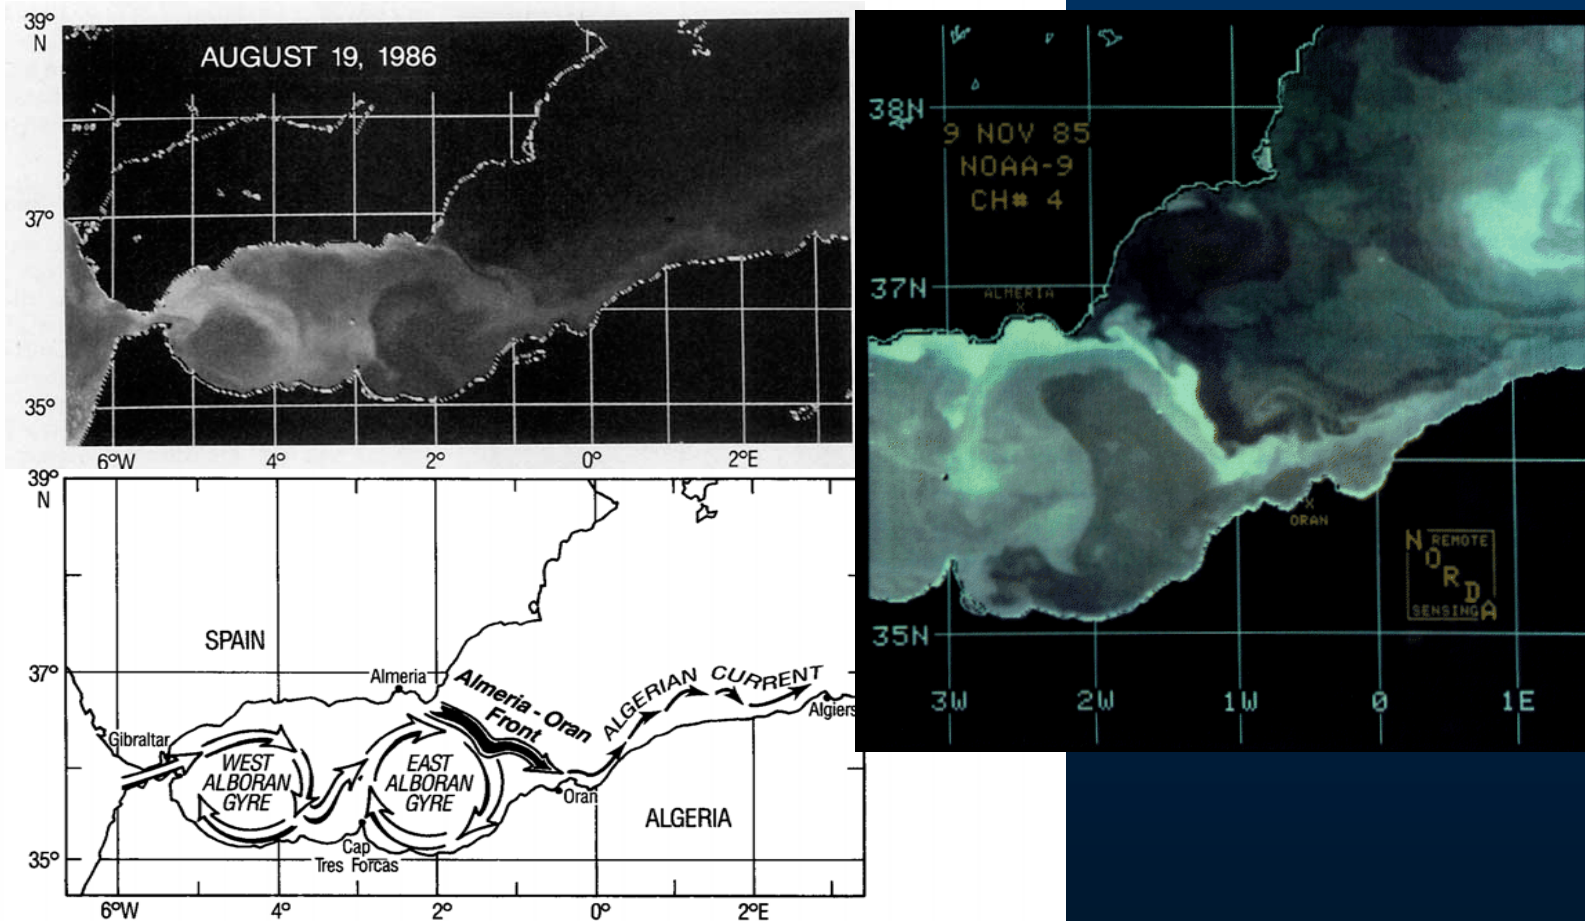 39°
N
AUGUST 19, 1986
37°
35°
6°W
4°
2°
0°
2°E
39°
N
SPAIN
37°
Almeria
Almeria - Oran
Front
ALGERIAN CURRENT
Algiers
Gibraltar
WEST
ALBORAN
GYRE
EAST
ALBORAN
GYRE
Oran
ALGERIA
Cap
Tres Forcas
35°
6°W
4°
2°
0°
2°E
38N
9 NOV 85
NOAA-9
CH# 4
37N
ALMERIA
X
X
ORAN
NORDA
REMOTE
SENSING
35N
3W
2W
1W
0
1E